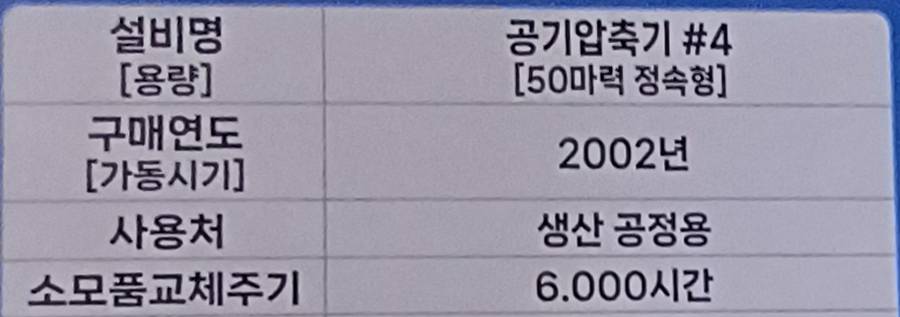 설비명
[용량]
공기압축기 #4
[50마력 정속형]
구매연도
[가동시기]
2002년
사용처
생산 공정용
소모품교체주기
6.000시간